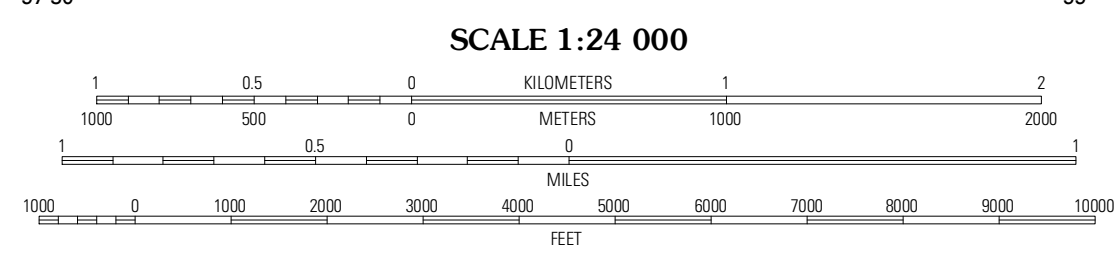 SCALE 1:24 000
1 0.5 0 KILOMETERS 1 2
1000 500 0 METERS 1000 2000
1 0.5 0 1
MILES
1000 0 1000 2000 3000 4000 5000 6000 7000 8000 9000 10000
FEET